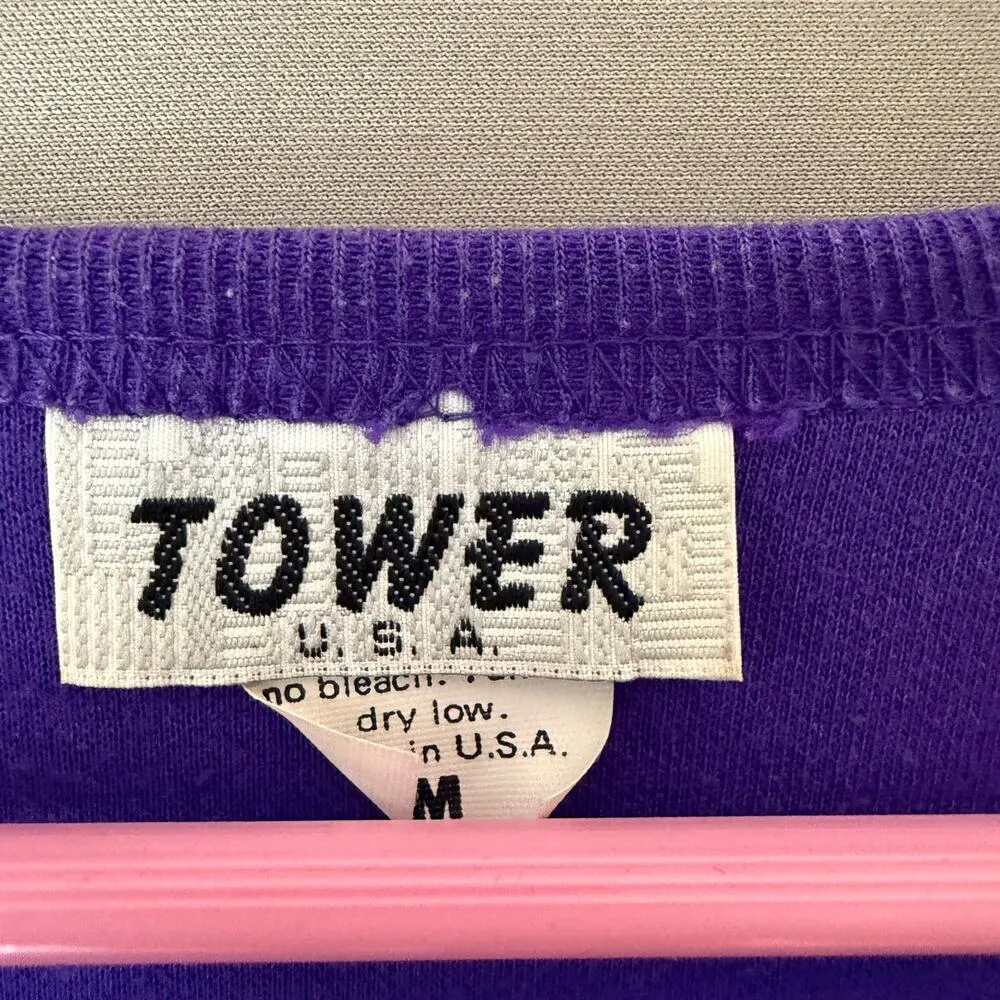 TOWER
U. S. A.
no bleach.
dry low.
in U.S.A.
M